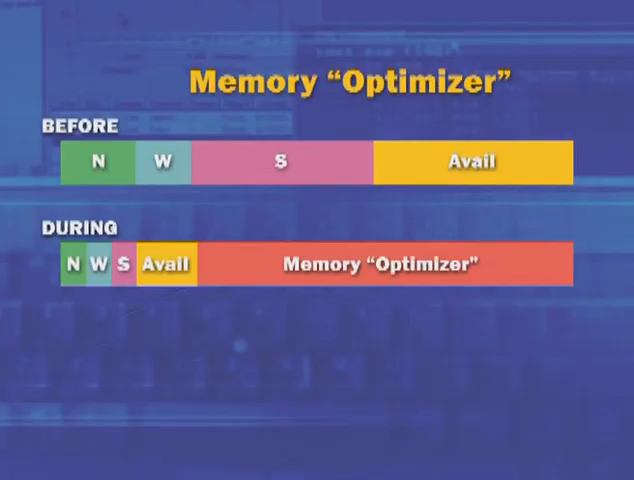 Memory “Optimizer”
BEFORE
N W S Avail
DURING
N W S Avail Memory “Optimizer”